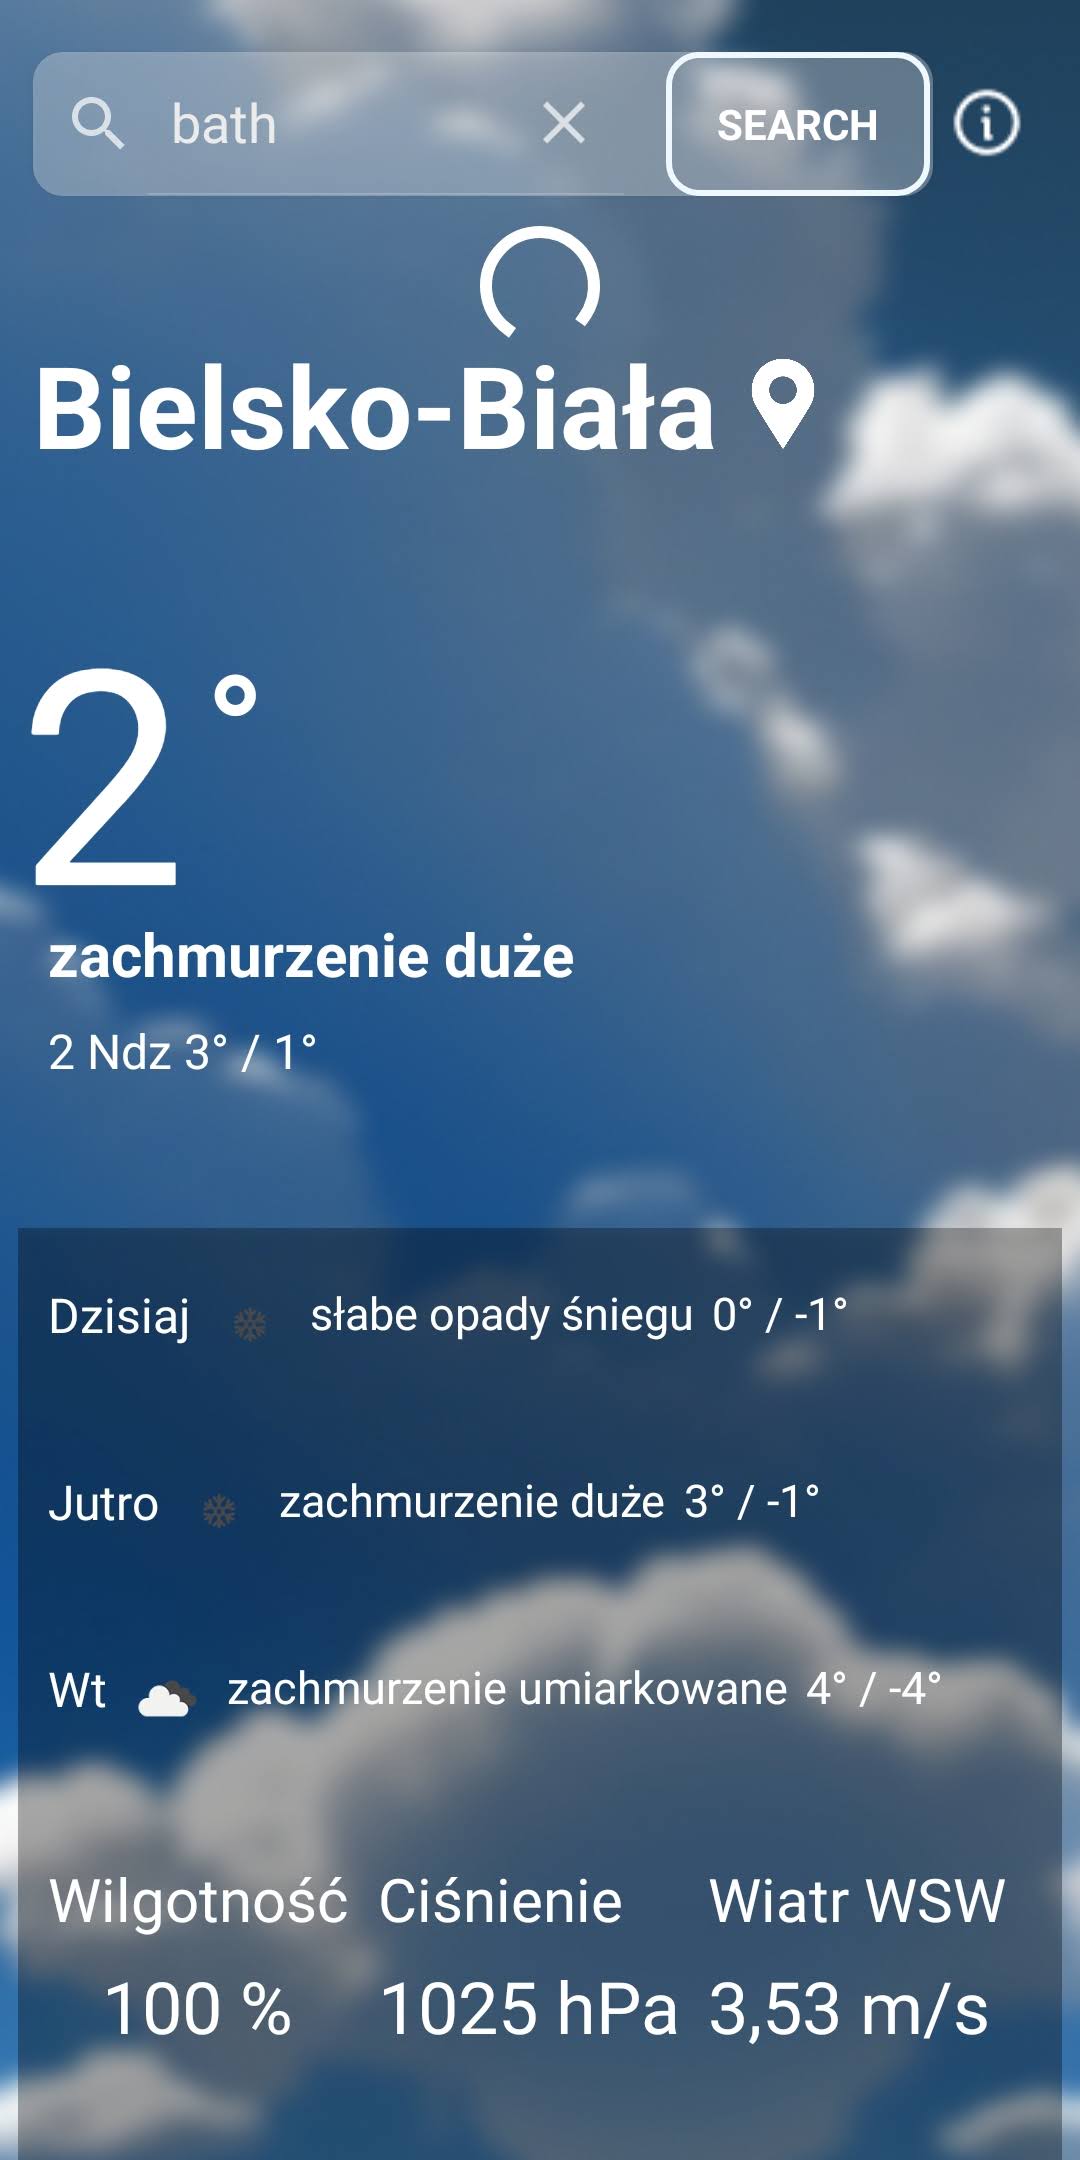 bath SEARCH
Bielsko-Biała
2°
zachmurzenie duże
2 Ndz 3° / 1°
Dzisiaj słabe opady śniegu 0° / -1°
Jutro zachmurzenie duże 3° / -1°
Wt zachmurzenie umiarkowane 4° / -4°
Wilgotność Ciśnienie Wiatr WSW
100 % 1025 hPa 3,53 m/s